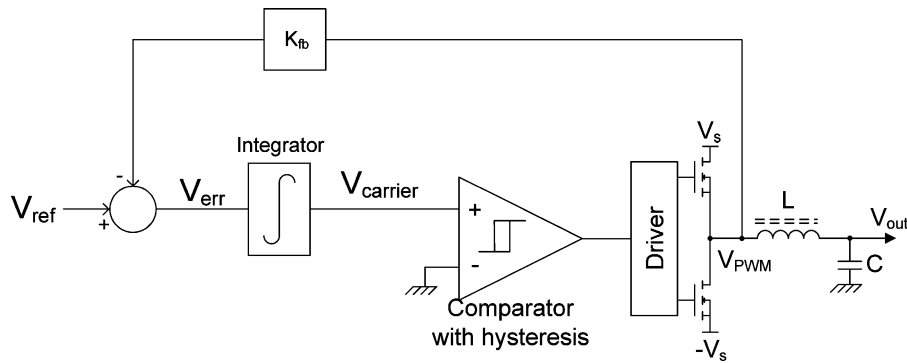 K_fb
-
Integrator
V_s
V_ref
+
V_err
V_carrier
+
-
Driver
L
V_out
V_PWM
C
Comparator
with hysteresis
-V_s